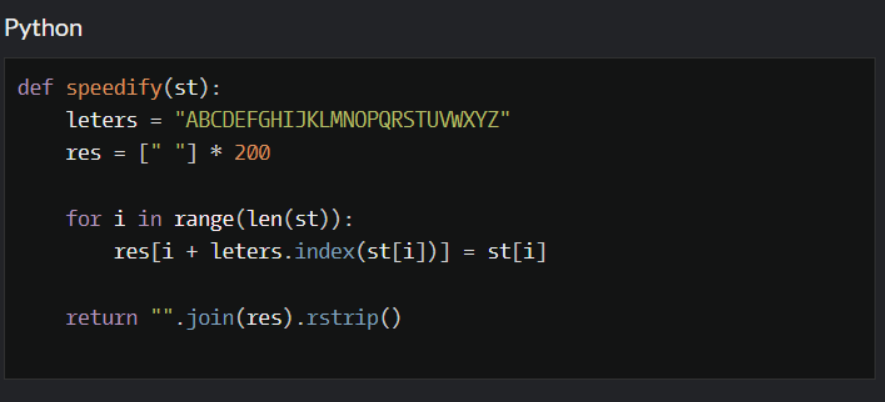 Python
def speedify(st):
    leters = "ABCDEFGHIJKLMNOPQRSTUVWXYZ"
    res = [" "] * 200

    for i in range(len(st)):
        res[i + leters.index(st[i])] = st[i]

    return "".join(res).rstrip()